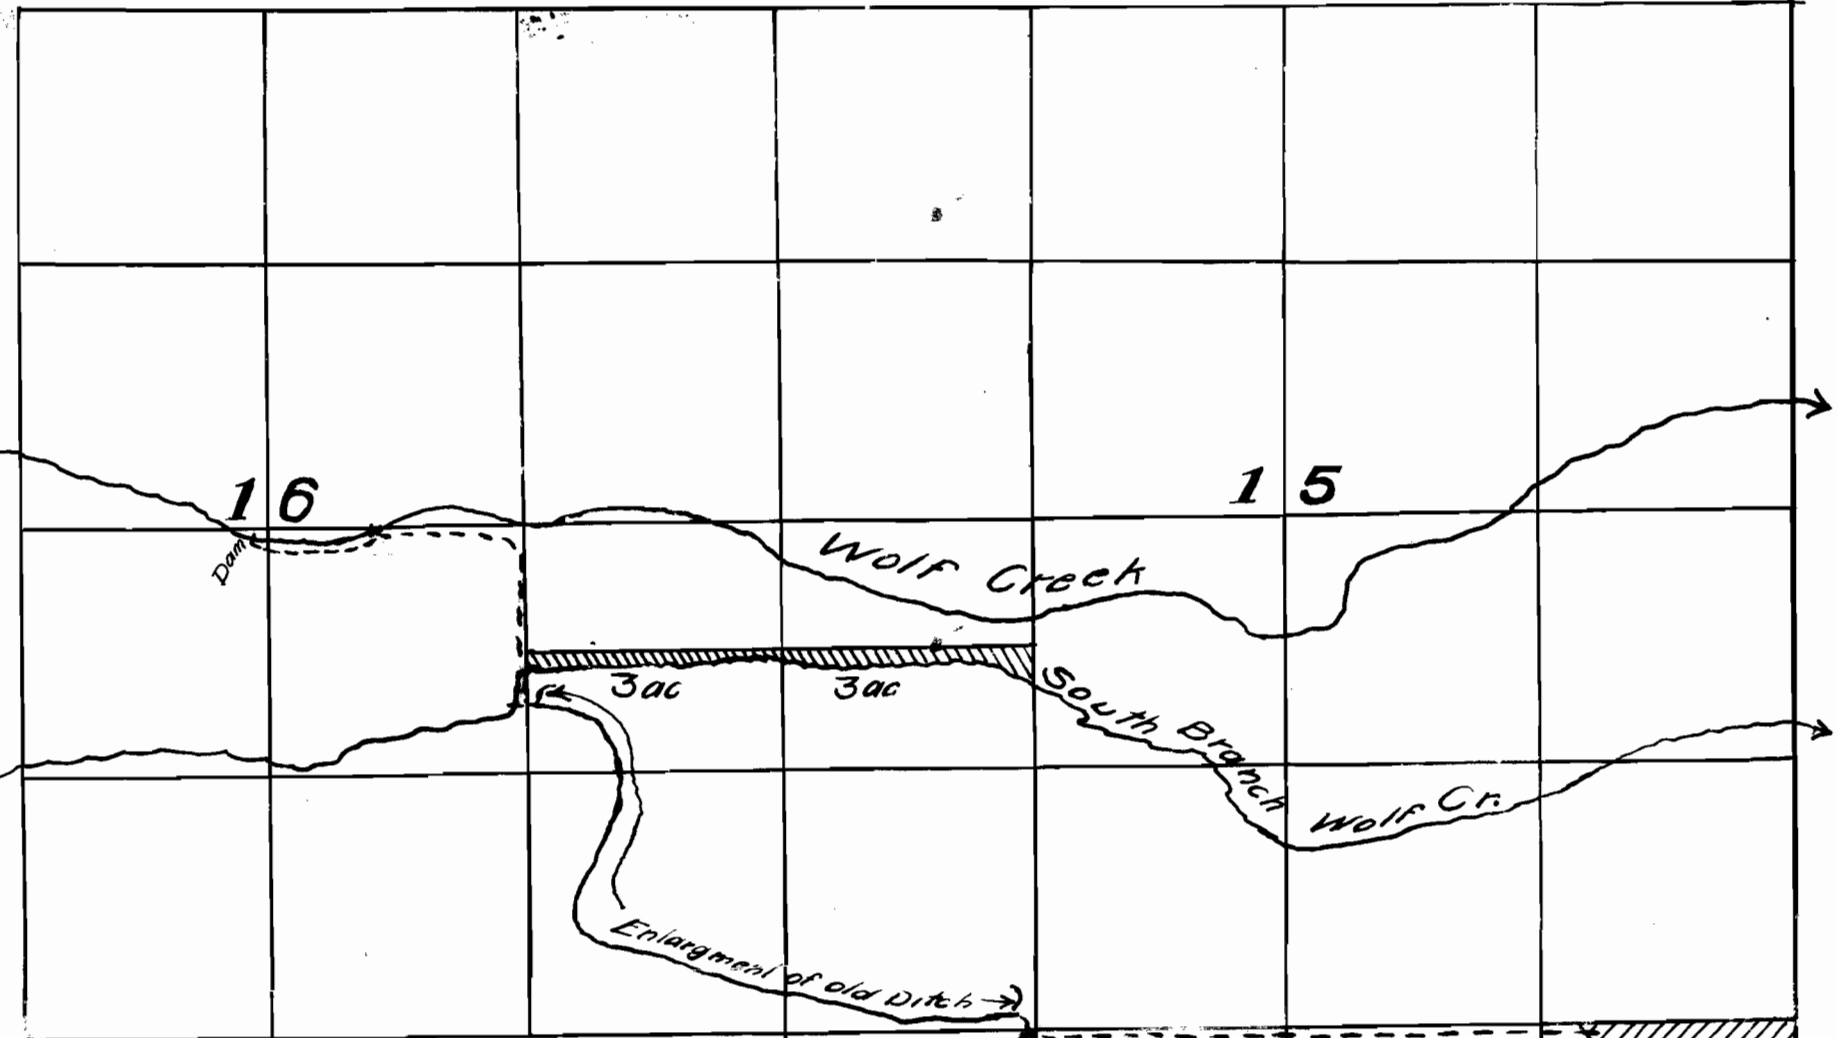 16
15
Dam
Wolf Creek
3ac
3ac
South Branch
Wolf Cr.
Enlargment of old Ditch